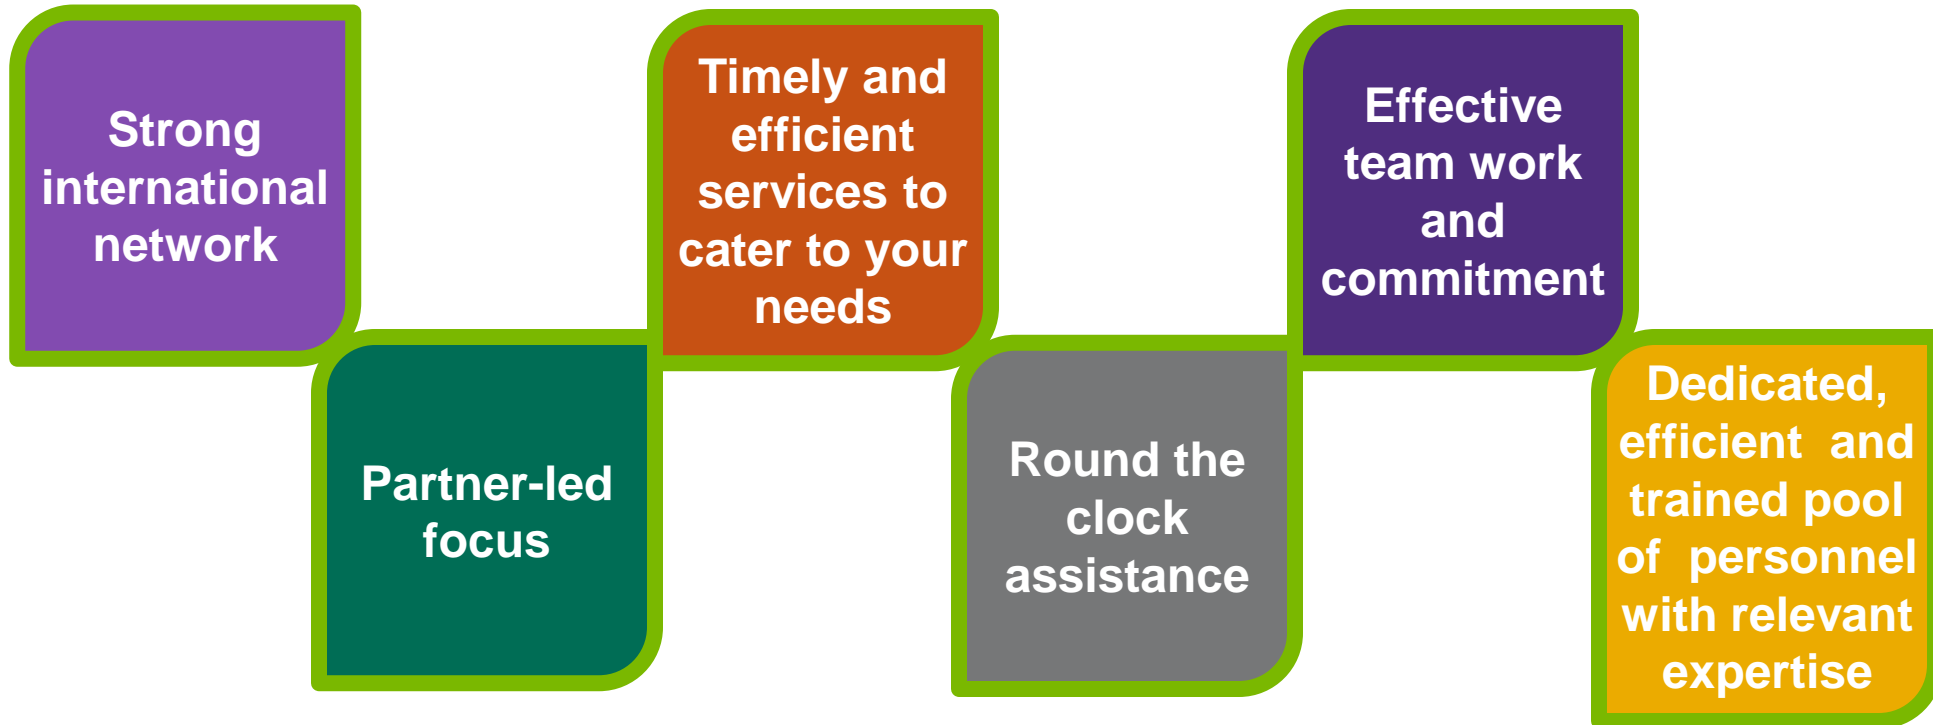 Strong
international
network
Partner-led
focus
Timely and
efficient
services to
cater to your
needs
Round the
clock
assistance
Effective
team work
and
commitment
Dedicated,
efficient  and
trained pool
of  personnel
with relevant
expertise